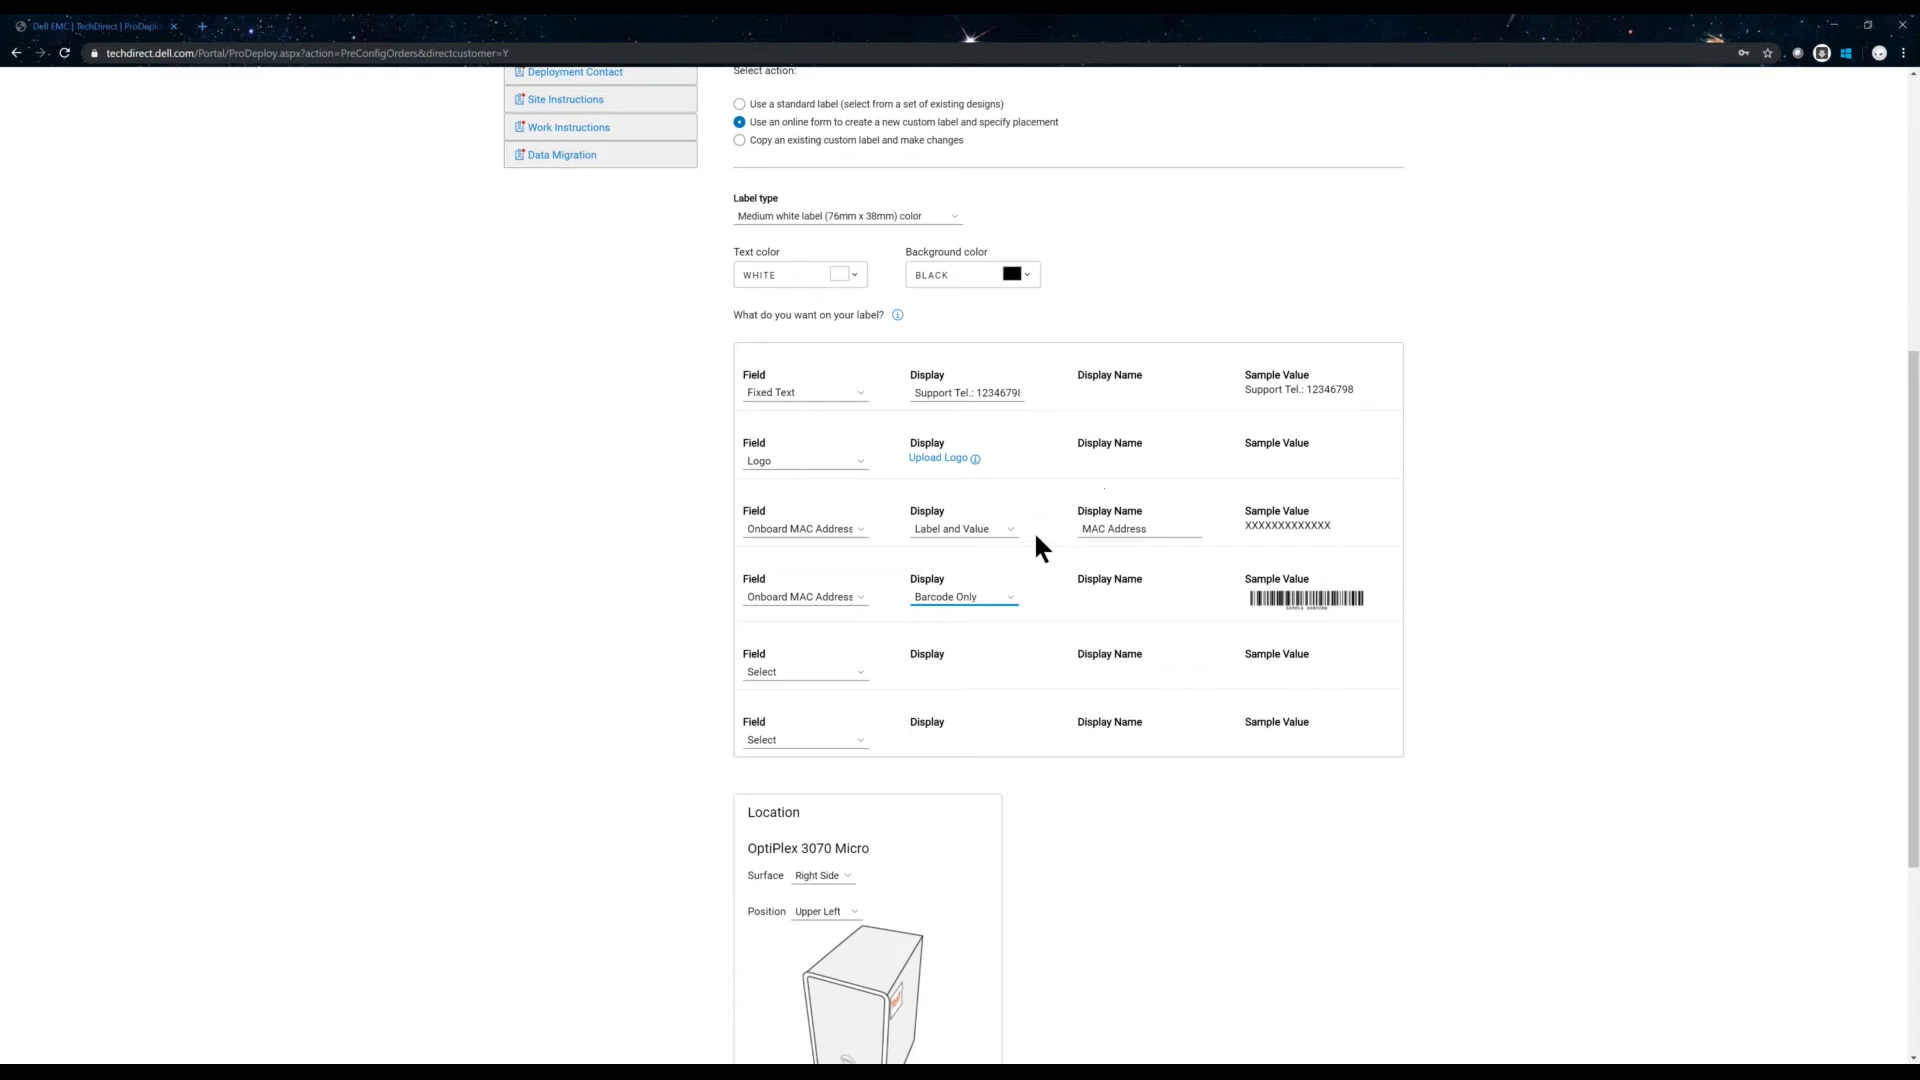 Dell EMC | TechDirect | ProDeplo
techdirect.dell.com/Portal/ProDeploy.aspx?action=PreConfigOrders&directcustomer=Y
Deployment Contact
Site Instructions
Work Instructions
Data Migration
Select action:
Use a standard label (select from a set of existing designs)
Use an online form to create a new custom label and specify placement
Copy an existing custom label and make changes
Label type
Medium white label (76mm x 38mm) color
Text color Background color
WHITE BLACK
What do you want on your label?
Field Display Display Name Sample Value
Fixed Text Support Tel.: 12346798 Support Tel.: 12346798
Field Display Display Name Sample Value
Logo Upload Logo
Field Display Display Name Sample Value
Onboard MAC Address Label and Value MAC Address XXXXXXXXXXXXX
Field Display Display Name Sample Value
Onboard MAC Address Barcode Only SAMPLE BARCODE
Field Display Display Name Sample Value
Select
Field Display Display Name Sample Value
Select
Location
OptiPlex 3070 Micro
Surface Right Side
Position Upper Left